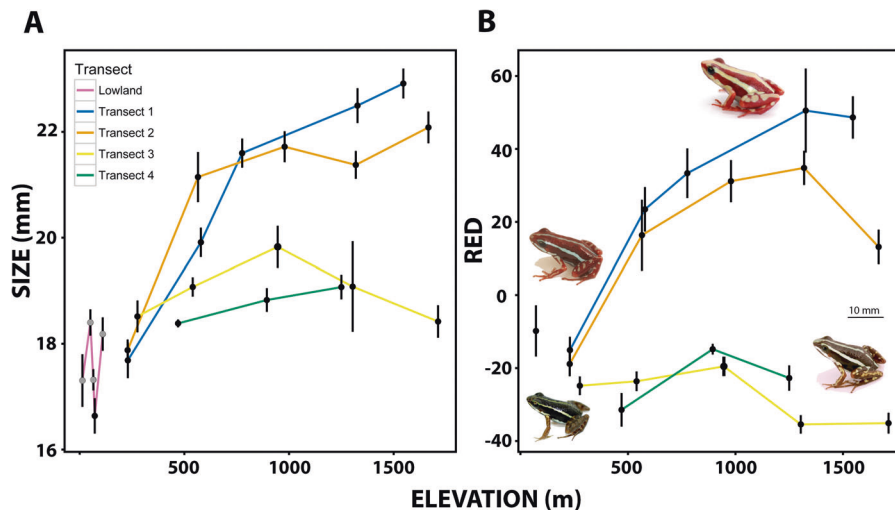 A
B
Transect
Lowland
Transect 1
Transect 2
Transect 3
Transect 4
SIZE (mm)
22
20
18
16
500
1000
1500
RED
60
40
20
0
-20
-40
10 mm
500
1000
1500
ELEVATION (m)